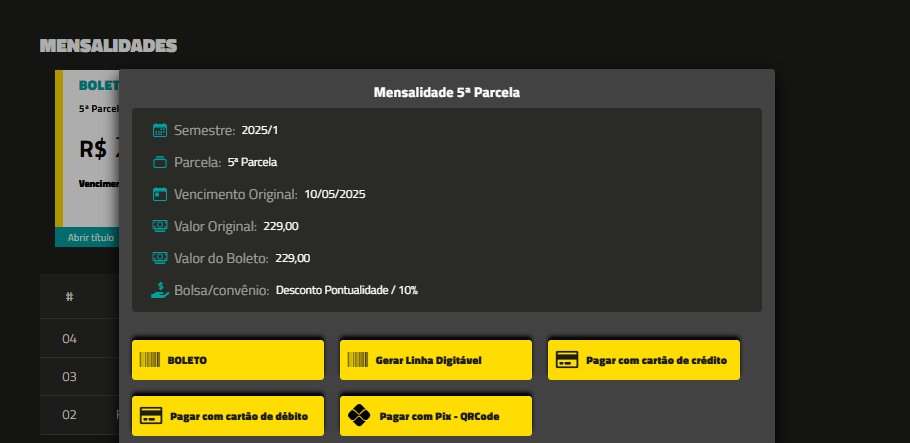 MENSALIDADES
BOLET
5ª Parcel
R$
Vencimen
Abrir título
#
04
03
02
Mensalidade 5ª Parcela
Semestre: 2025/1
Parcela: 5ª Parcela
Vencimento Original: 10/05/2025
Valor Original: 229,00
Valor do Boleto: 229,00
Bolsa/convênio: Desconto Pontualidade / 10%
BOLETO
Gerar Linha Digitável
Pagar com cartão de crédito
Pagar com cartão de débito
Pagar com Pix - QRCode